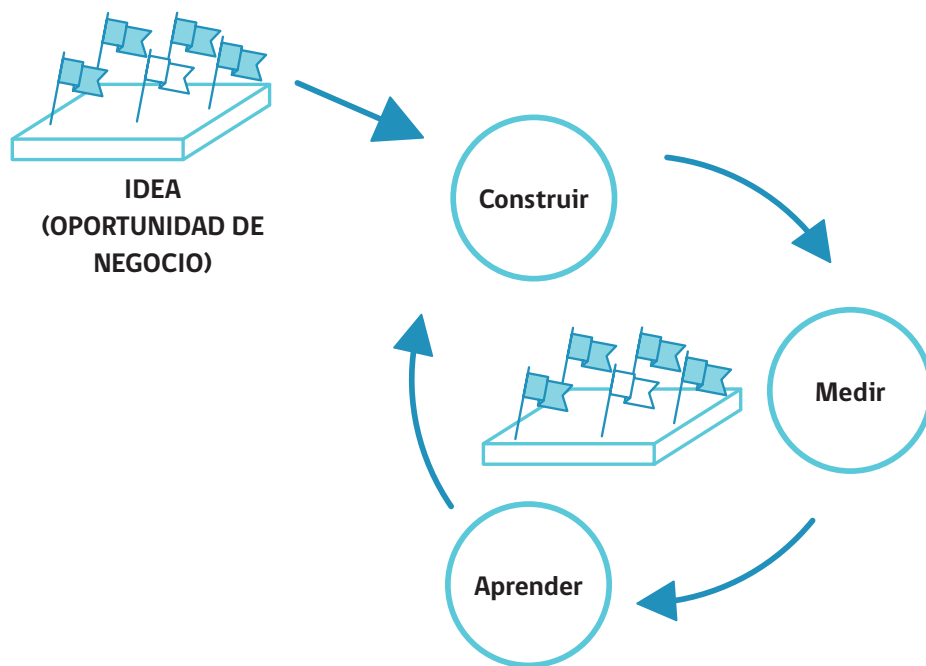 IDEA
(OPORTUNIDAD DE
NEGOCIO)
Construir
Medir
Aprender